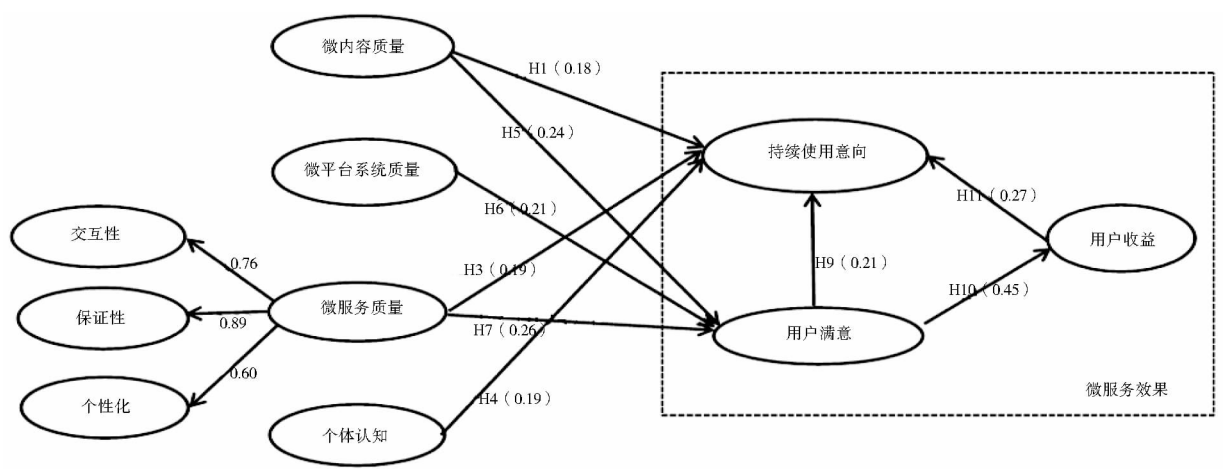 微内容质量
H1（0.18）
H5（0.24）
持续使用意向
微平台系质量
H6（0.21）
H11（0.27）
交互性
用户收益
0.76
H3（0.19）
H9（0.21）
H10（0.45）
微服务质量
保证性
0.89
H7（0.26）
用户满意
0.60
微服务效果
个性化
H4（0.19）
个体认知